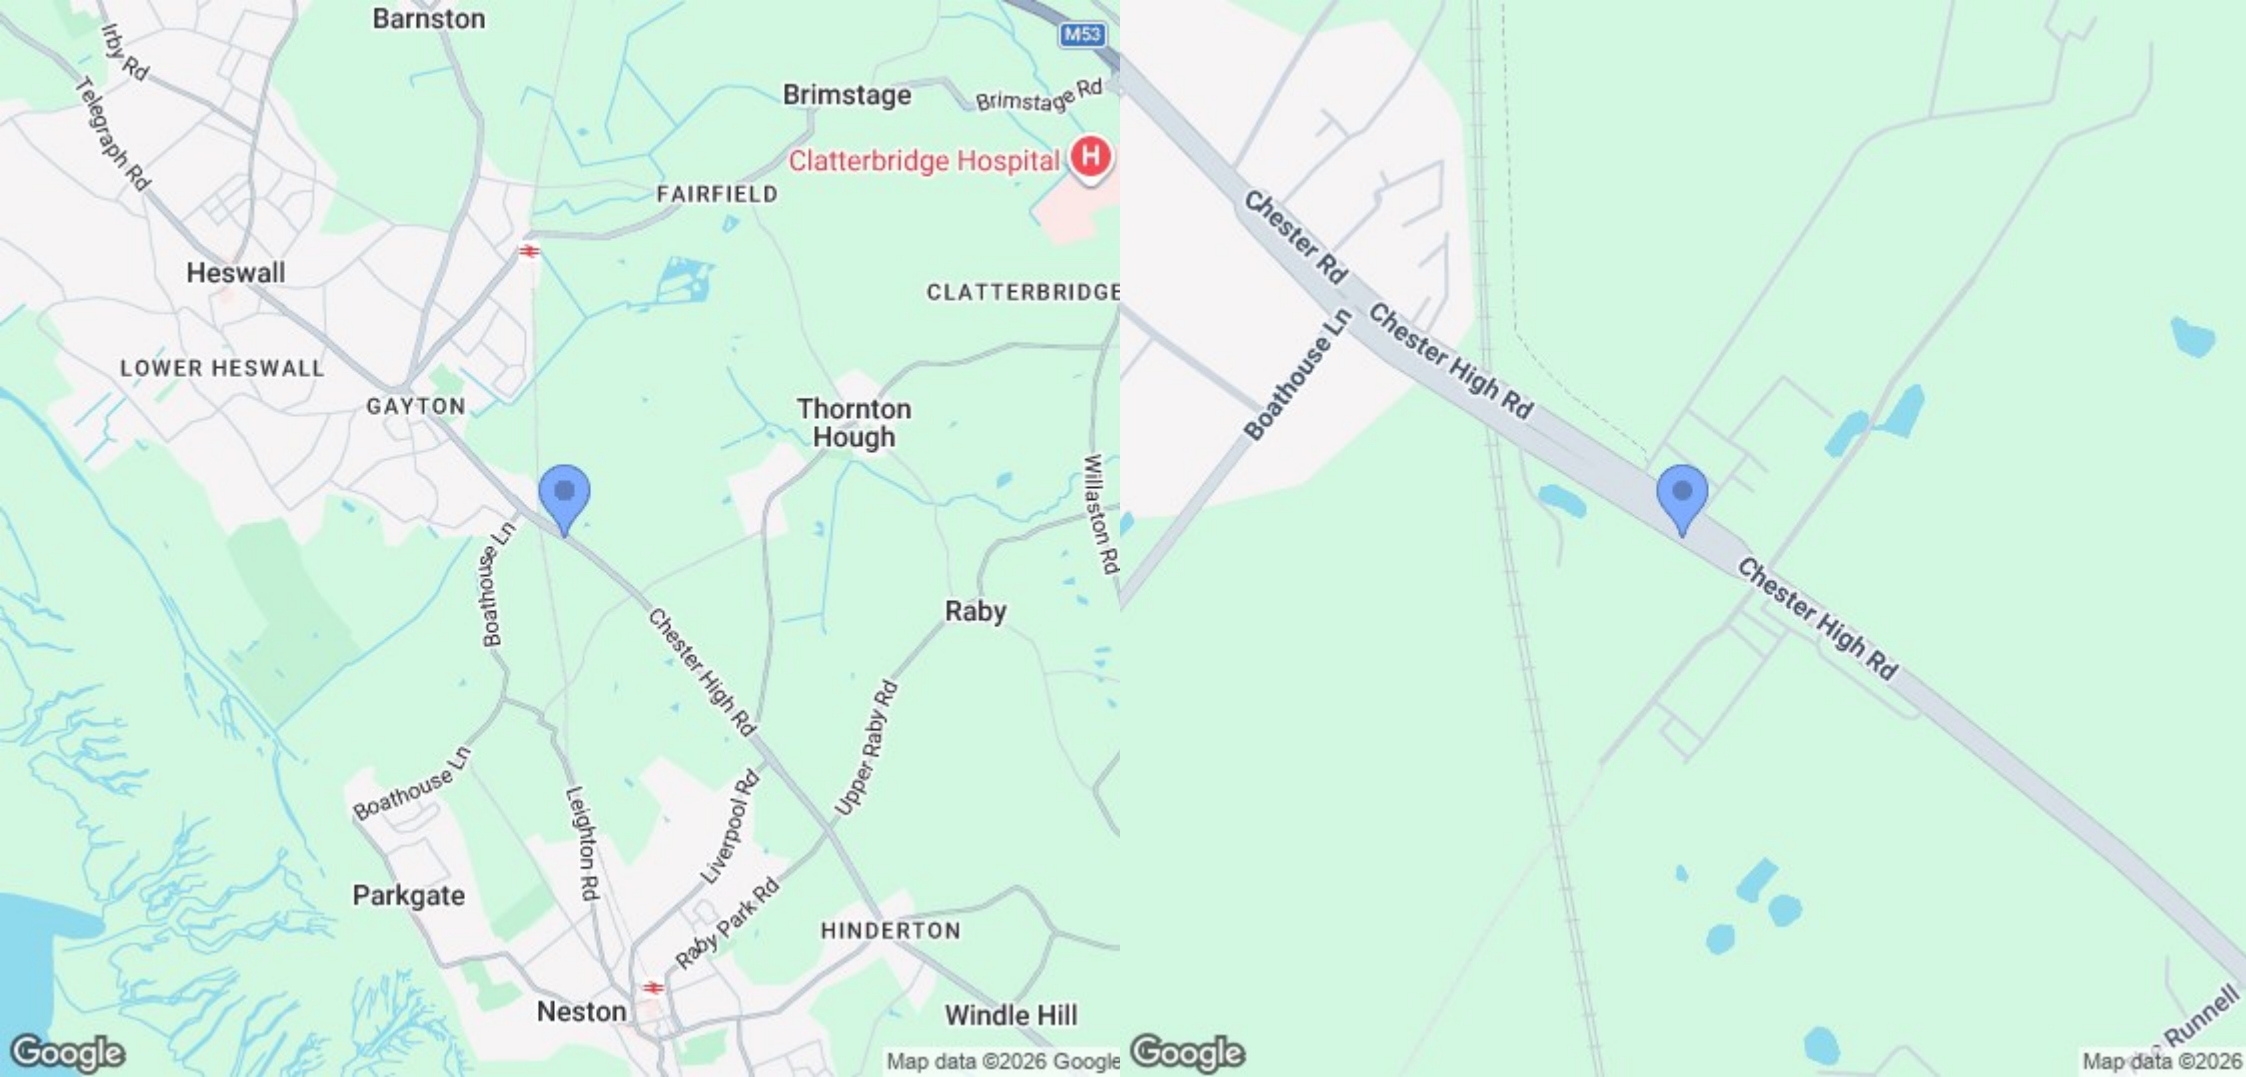 Barnston
Irby Rd
Telegraph Rd
M53
Brimstage
Brimstage Rd
Clatterbridge Hospital
H
FAIRFIELD
Heswall
CLATTERBRIDGE
LOWER HESWALL
GAYTON
Thornton
Hough
Willaston Rd
Boathouse Ln
Raby
Chester High Rd
Upper Raby Rd
Boathouse Ln
Leighton Rd
Liverpool Rd
Parkgate
Raby Park Rd
HINDERTON
Neston
Windle Hill
Google
Map data ©2026 Google
Chester Rd
Chester High Rd
Boathouse Ln
Chester High Rd
Runnell
Google
Map data ©2026